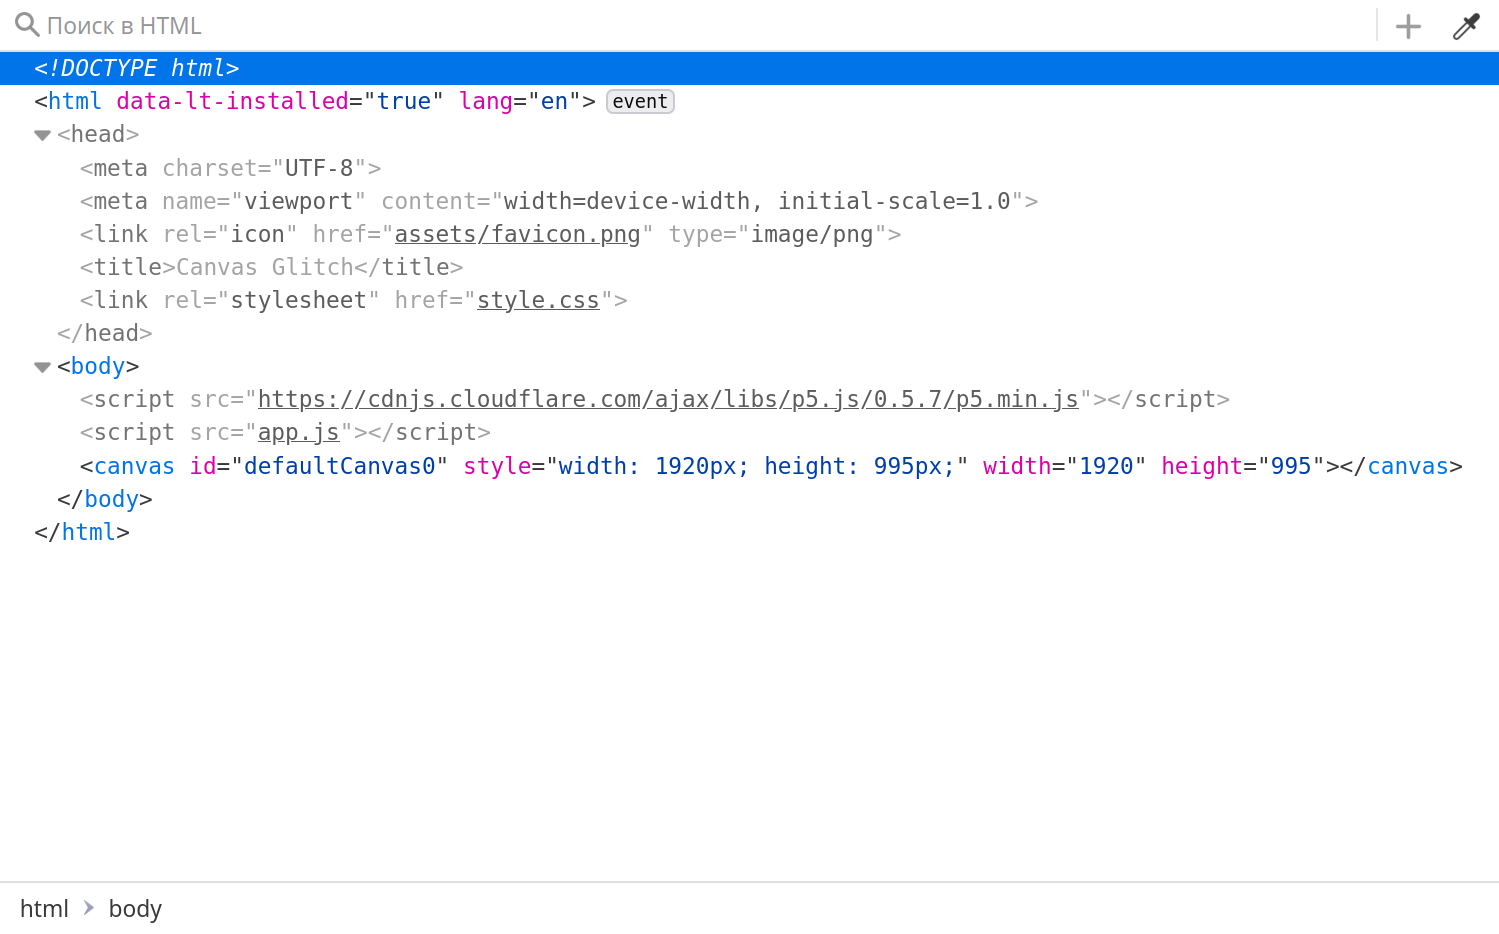 Поиск в HTML
<!DOCTYPE html>
<html data-lt-installed="true" lang="en"> event
<head>
<meta charset="UTF-8">
<meta name="viewport" content="width=device-width, initial-scale=1.0">
<link rel="icon" href="assets/favicon.png" type="image/png">
<title>Canvas Glitch</title>
<link rel="stylesheet" href="style.css">
</head>
<body>
<script src="https://cdnjs.cloudflare.com/ajax/libs/p5.js/0.5.7/p5.min.js"></script>
<script src="app.js"></script>
<canvas id="defaultCanvas0" style="width: 1920px; height: 995px;" width="1920" height="995"></canvas>
</body>
</html>
html body